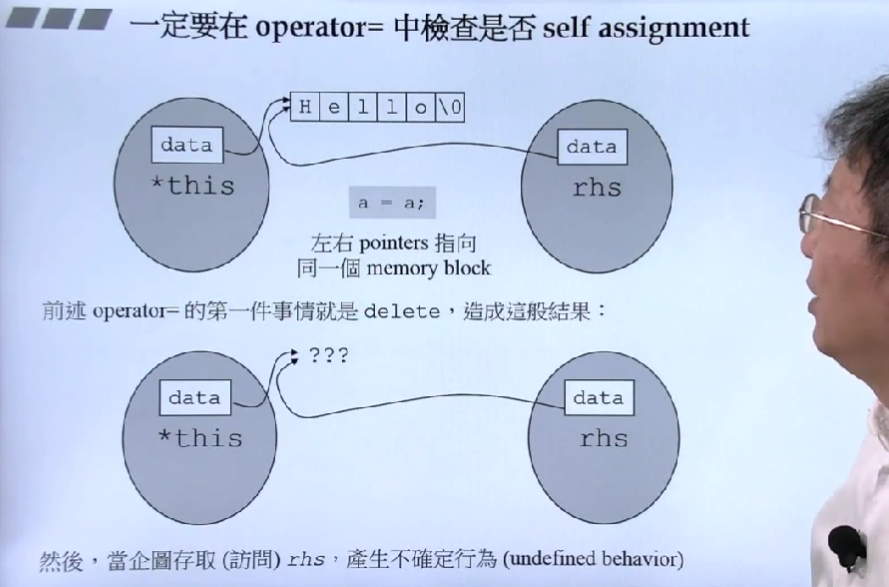 一定要在 operator= 中檢查是否 self assignment
H e l l o \0
data
*this
data
rhs
a = a;
左右 pointers 指向
同一個 memory block
前述 operator= 的第一件事情就是 delete，造成這般結果：
???
data
*this
data
rhs
然後，當企圖存取 (訪問) rhs，產生不確定行為 (undefined behavior)